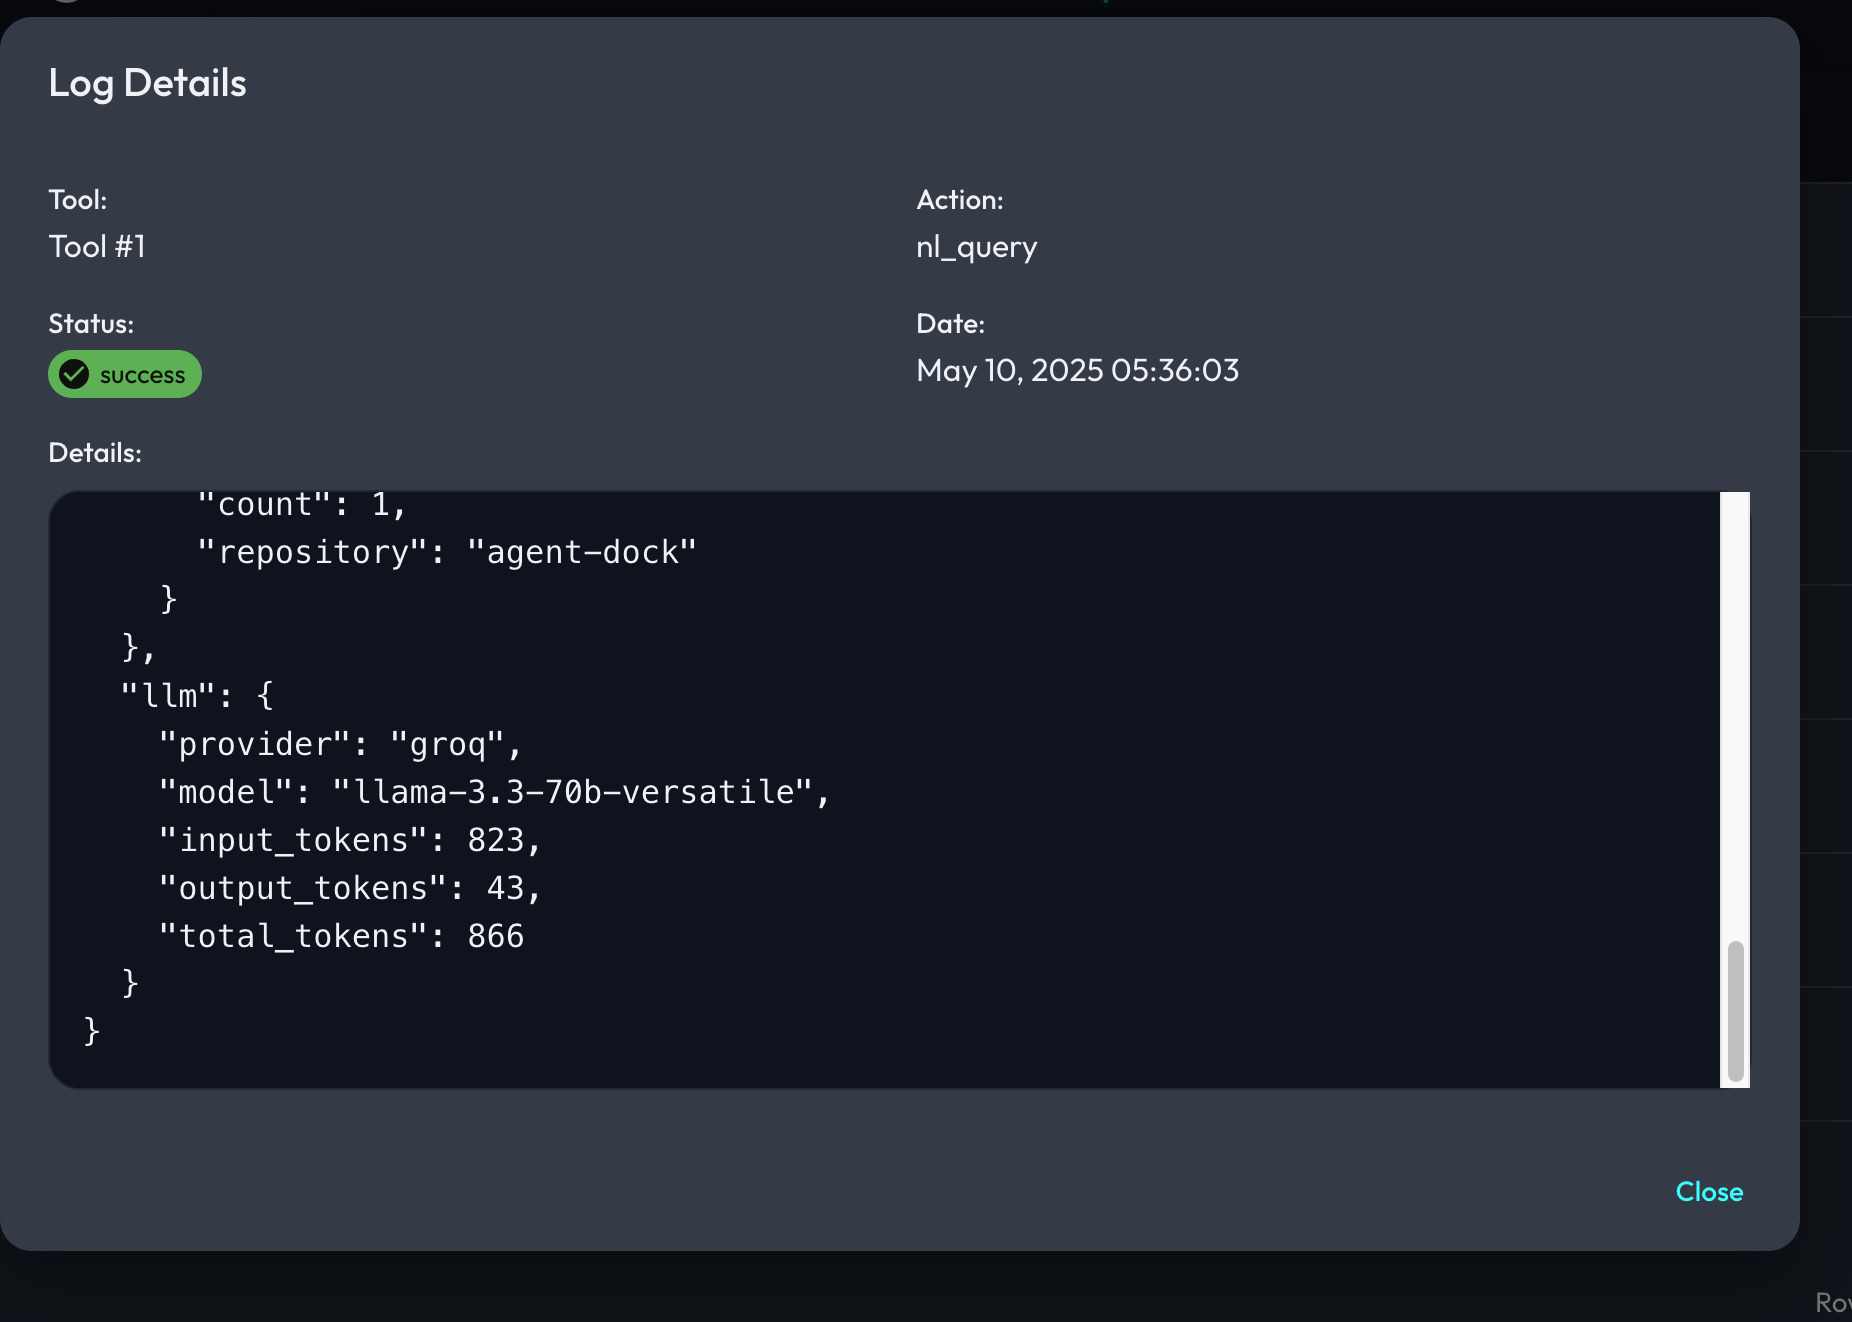 Log Details
Tool:
Tool #1
Action:
nl_query
Status:
success
Date:
May 10, 2025 05:36:03
Details:
"count": 1,
"repository": "agent-dock"
}
},
"llm": {
"provider": "groq",
"model": "llama-3.3-70b-versatile",
"input_tokens": 823,
"output_tokens": 43,
"total_tokens": 866
}
}
Close